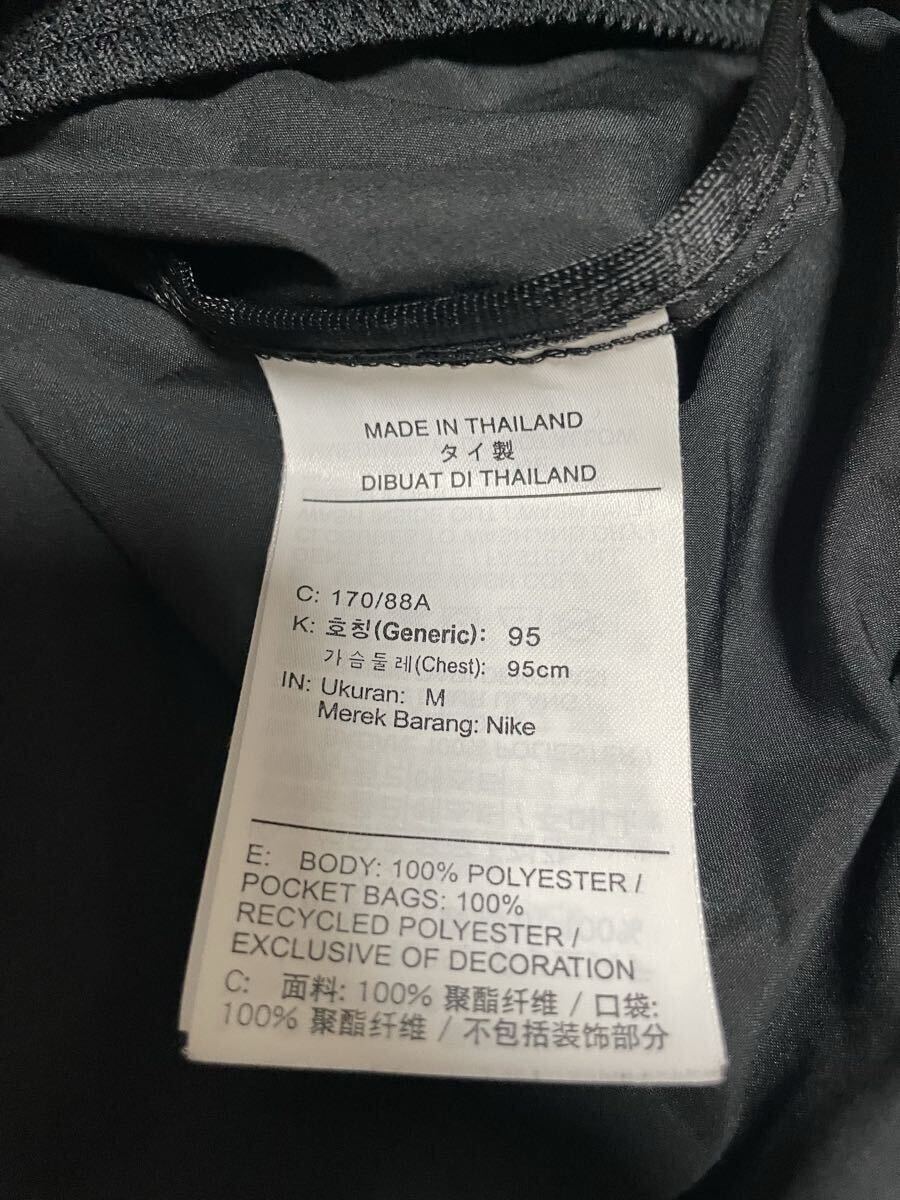 MADE IN THAILAND
タイ製
DIBUAT DI THAILAND
C: 170/88A
K: 호칭(Generic): 95
가슴둘레(Chest): 95cm
IN: Ukuran: M
Merek Barang: Nike
E: BODY: 100% POLYESTER /
POCKET BAGS: 100%
RECYCLED POLYESTER /
EXCLUSIVE OF DECORATION
C: 面料: 100% 聚酯纤维 / 口袋:
100% 聚酯纤维 / 不包括装饰部分